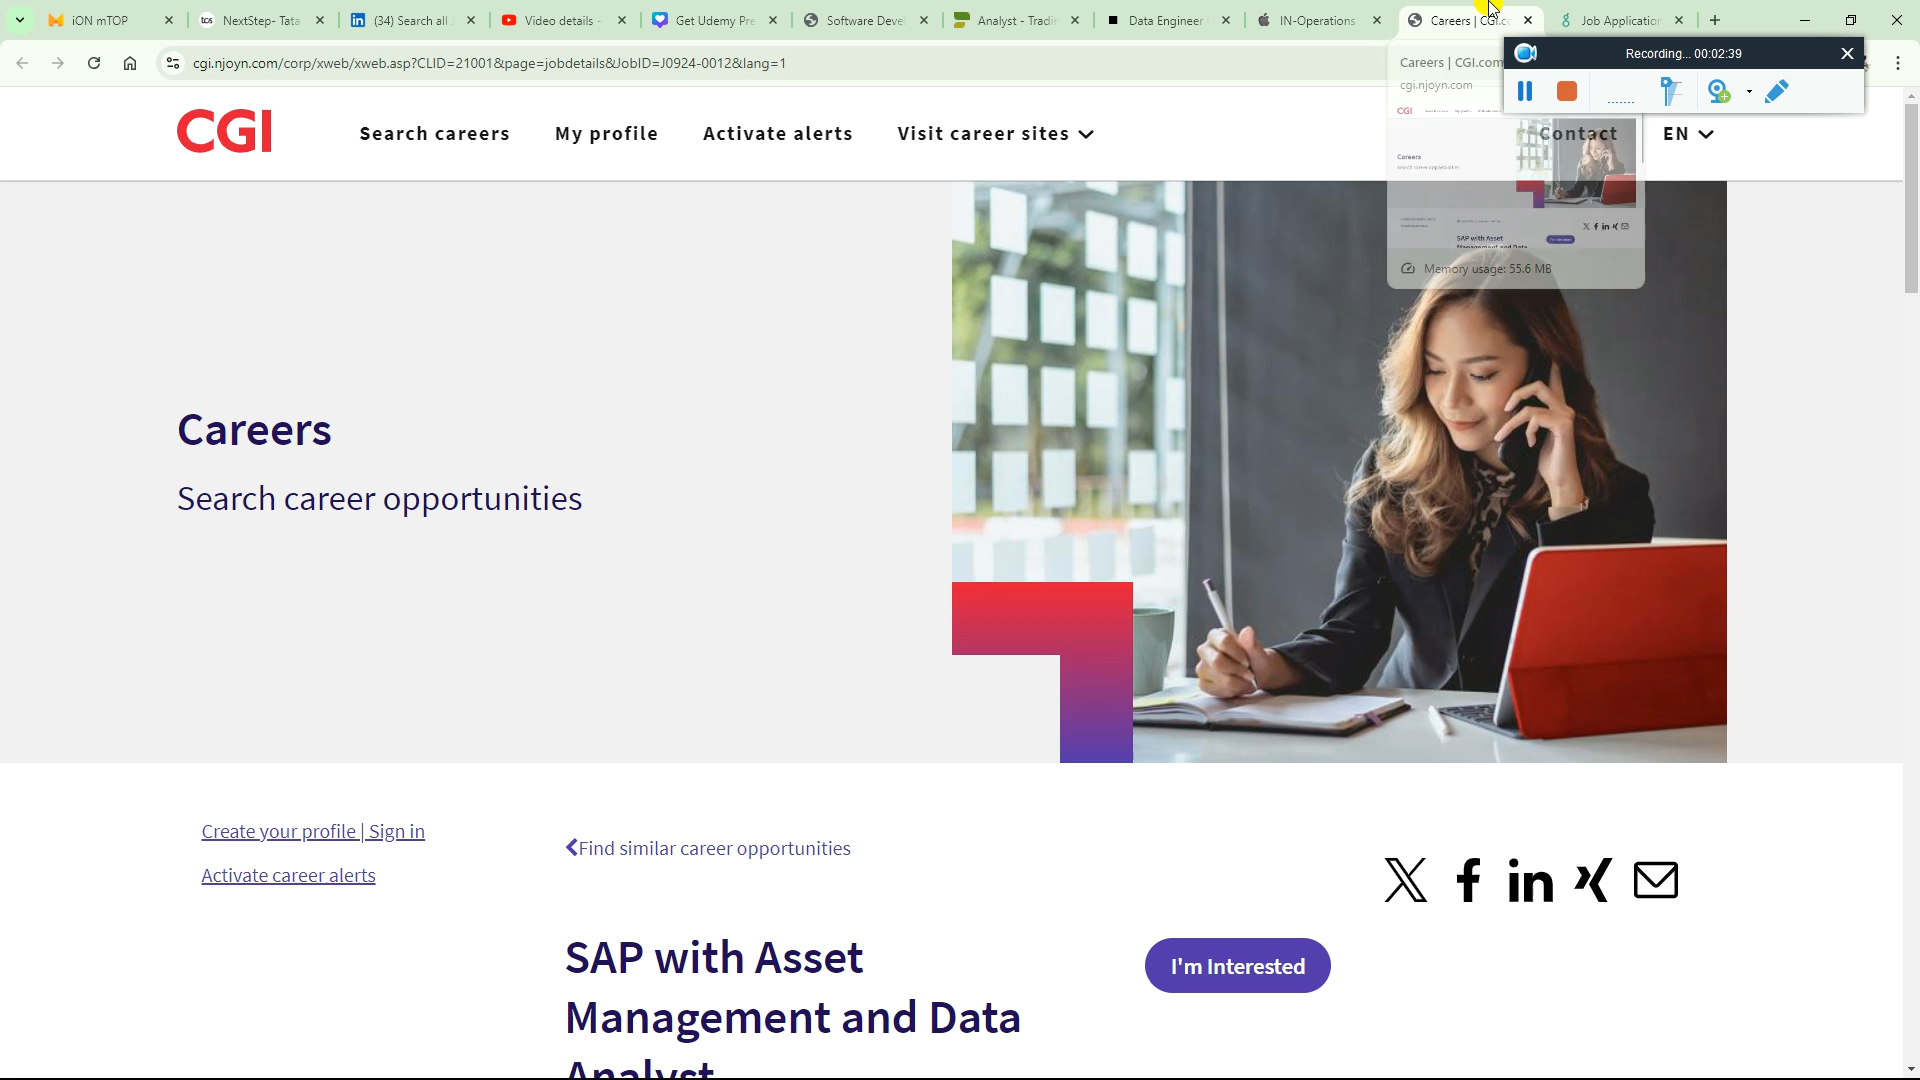 iON mTOP
NextStep- Tata
(34) Search all
Video details -
Get Udemy Pre
Software Deve
Analyst - Tradin
Data Engineer
IN-Operations
Careers | CGI.c
Job Application
cgi.njoyn.com/corp/xweb/xweb.asp?CLID=21001&page=jobdetails&JobID=J0924-0012&lang=1
Recording... 00:02:39
Careers | CGI.com
cgi.njoyn.com
CGI
Search careers
My profile
Activate alerts
Visit career sites
Contact
EN
CGI
Careers
Search career opportunities
SAP with Asset
Management and Data
Memory usage: 55.6 MB
Careers
Search career opportunities
Create your profile | Sign in
Activate career alerts
Find similar career opportunities
SAP with Asset
Management and Data
Analyst
I'm Interested